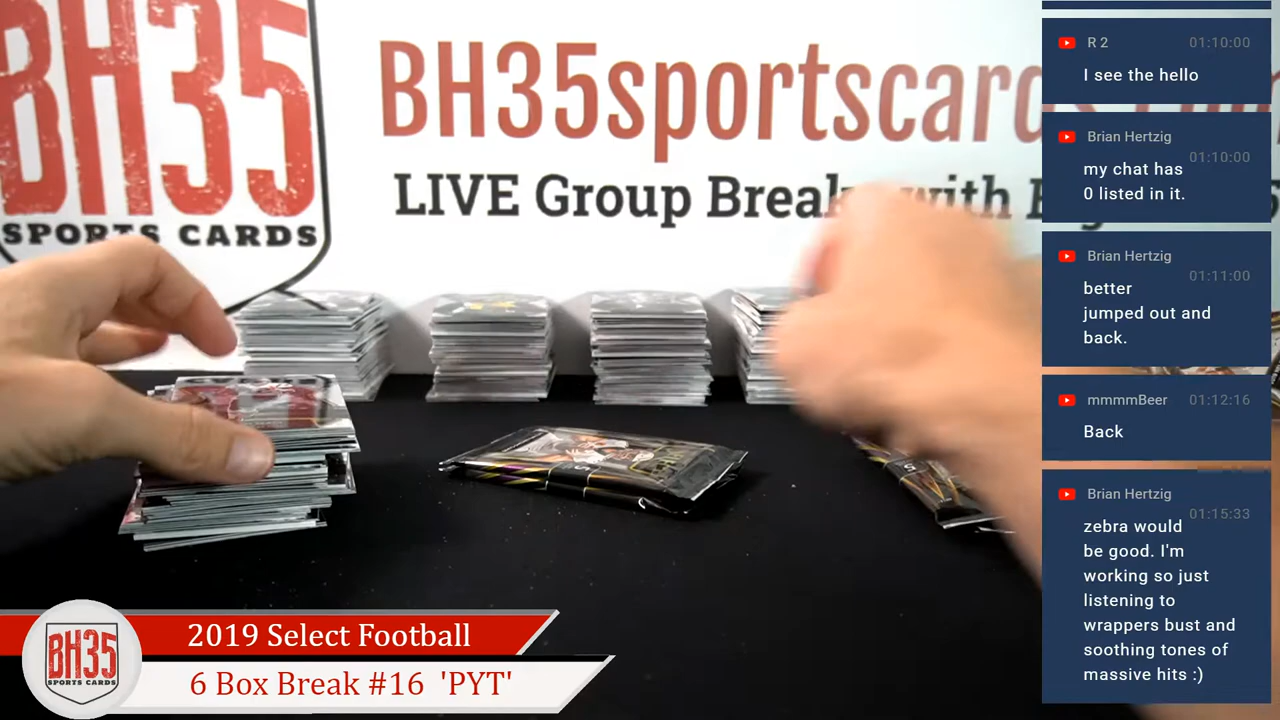 BH35
SPORTS CARDS
BH35sportscards
LIVE Group Breaks with
R 2 01:10:00
I see the hello
Brian Hertzig
01:10:00
my chat has
0 listed in it.
Brian Hertzig
01:11:00
better
jumped out and
back.
mmmmBeer 01:12:16
Back
Brian Hertzig
01:15:33
zebra would
be good. I'm
working so just
listening to
wrappers bust and
soothing tones of
massive hits :)
2019 Select Football
6 Box Break #16 'PYT'
BH35
SPORTS CARDS